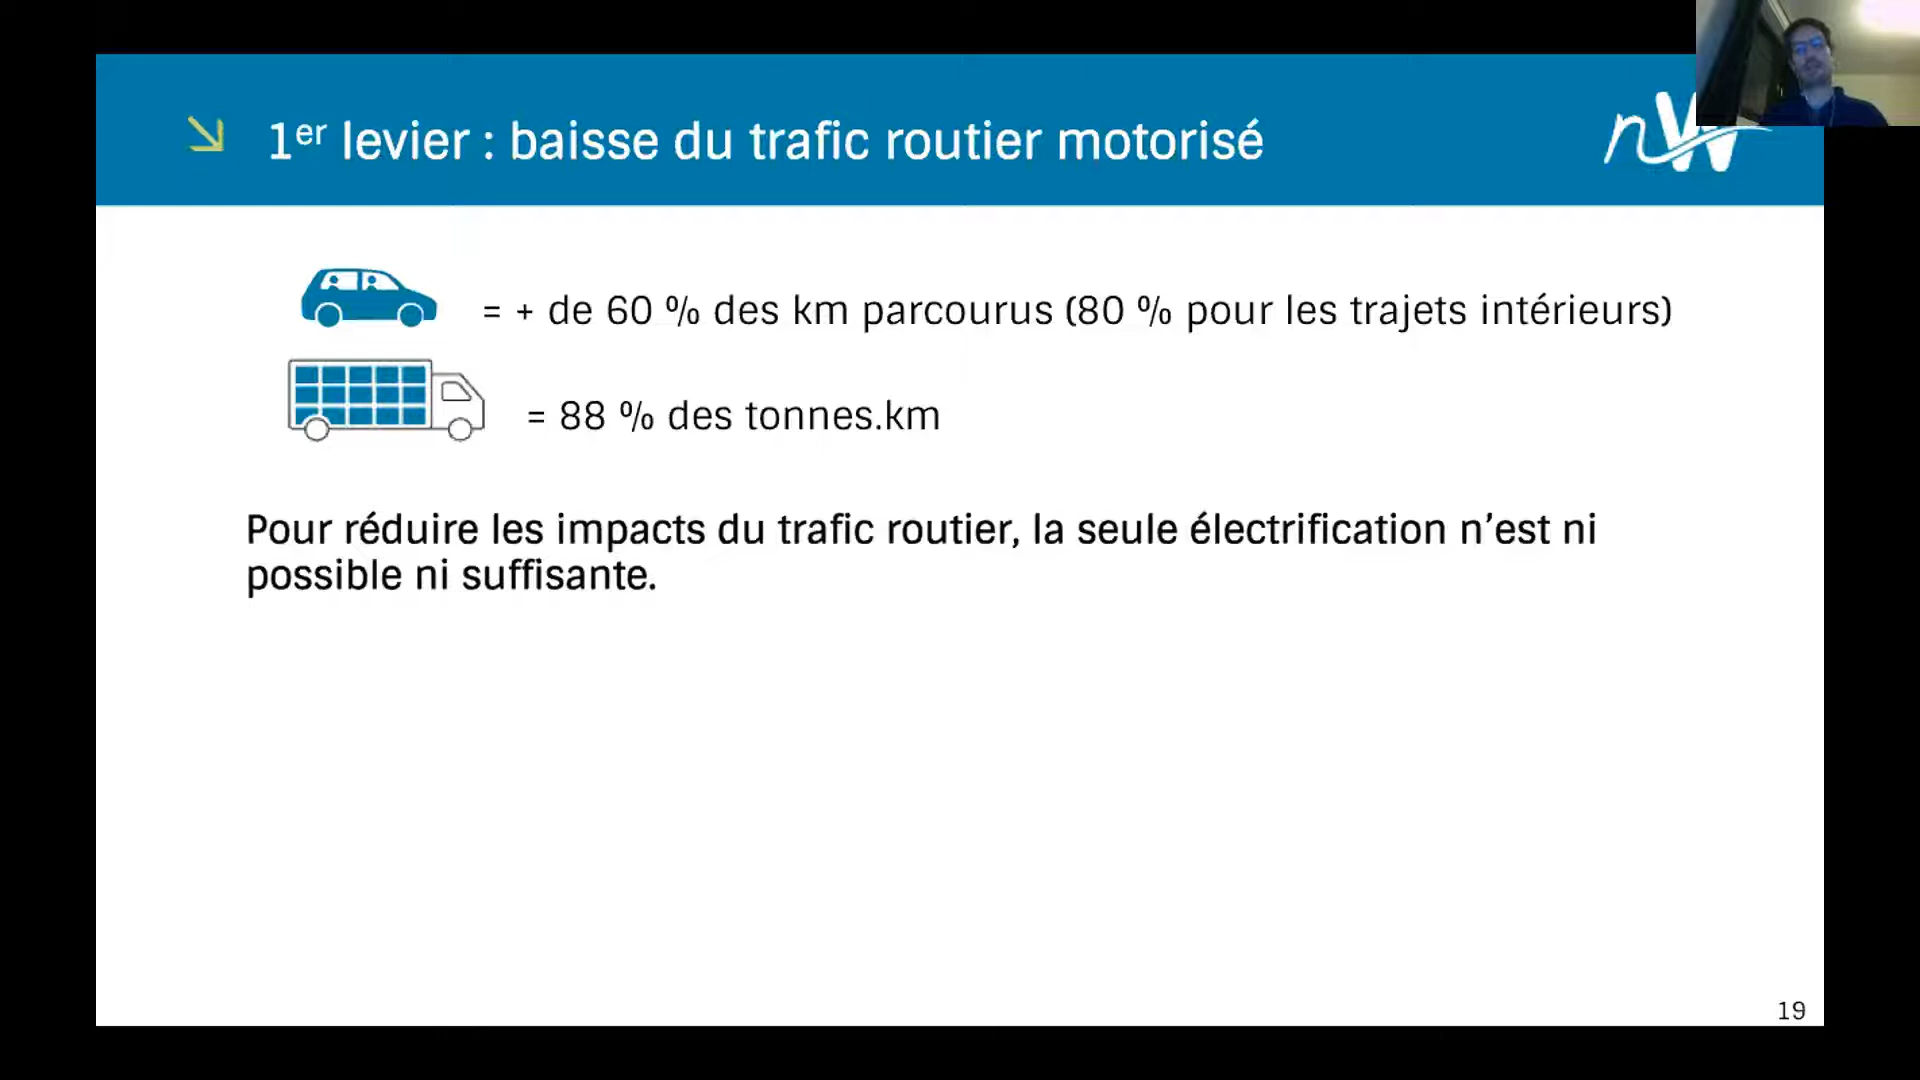 1er levier : baisse du trafic routier motorisé
nW
= + de 60 % des km parcourus (80 % pour les trajets intérieurs)
= 88 % des tonnes.km
Pour réduire les impacts du trafic routier, la seule électrification n’est ni
possible ni suffisante.
19